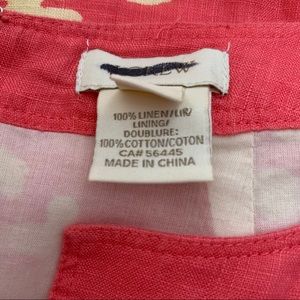 100% LINEN/LIN/
LINING/
DOUBLURE:
100% COTTON/COTON
CA# 56445
MADE IN CHINA